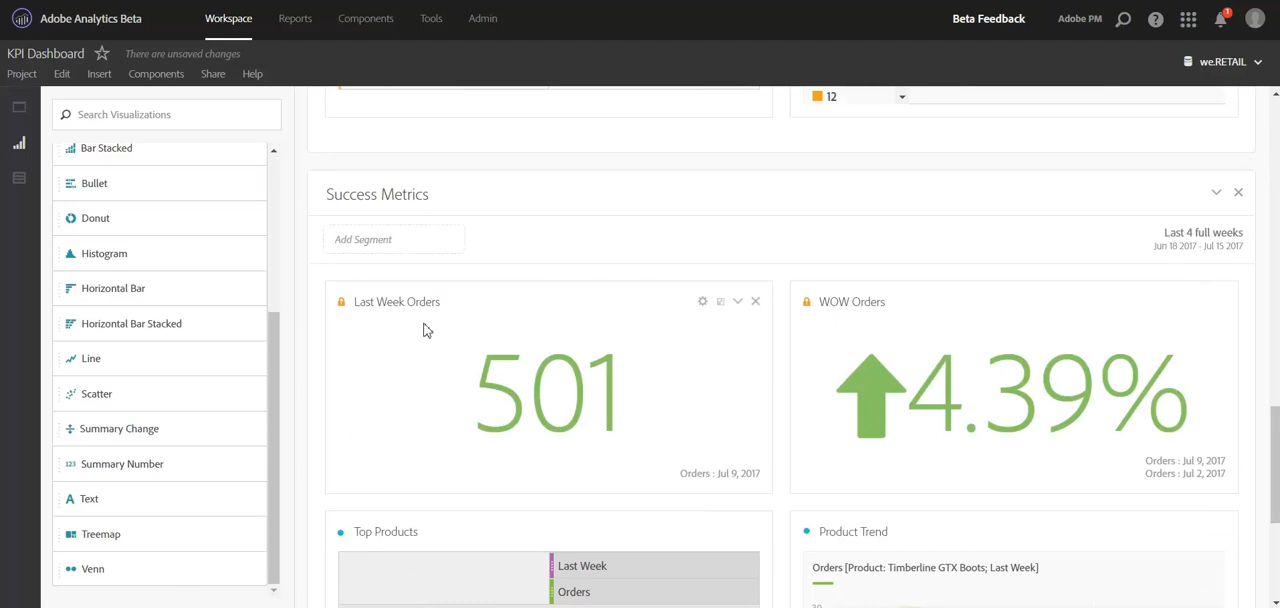 Adobe Analytics Beta
Workspace
Reports
Components
Tools
Admin
Beta Feedback
Adobe PM
?
1
KPI Dashboard
There are unsaved changes
Project
Edit
Insert
Components
Share
Help
we.RETAIL
Search Visualizations
Bar Stacked
Bullet
Donut
Histogram
Horizontal Bar
Horizontal Bar Stacked
Line
Scatter
Summary Change
123 Summary Number
A Text
Treemap
Venn
12
Success Metrics
Add Segment
Last 4 full weeks
Jun 18 2017 - Jul 15 2017
Last Week Orders
501
Orders : Jul 9, 2017
WOW Orders
4.39%
Orders : Jul 9, 2017
Orders : Jul 2, 2017
Top Products
Last Week
Orders
Product Trend
Orders [Product: Timberline GTX Boots; Last Week]